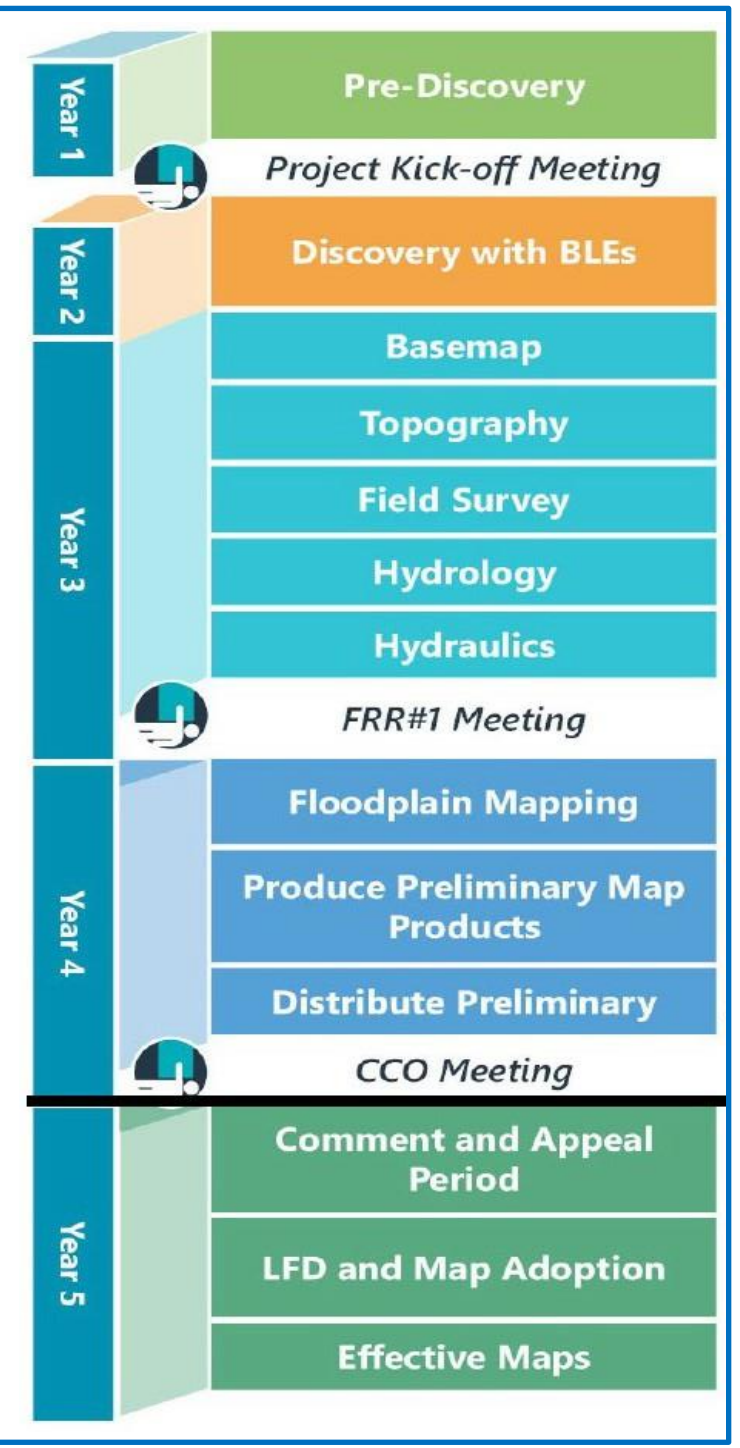 Year 1
Pre-Discovery
Project Kick-off Meeting
Year 2
Discovery with BLEs
Year 3
Basemap
Topography
Field Survey
Hydrology
Hydraulics
FRR#1 Meeting
Year 4
Floodplain Mapping
Produce Preliminary Map
Products
Distribute Preliminary
CCO Meeting
Year 5
Comment and Appeal
Period
LFD and Map Adoption
Effective Maps